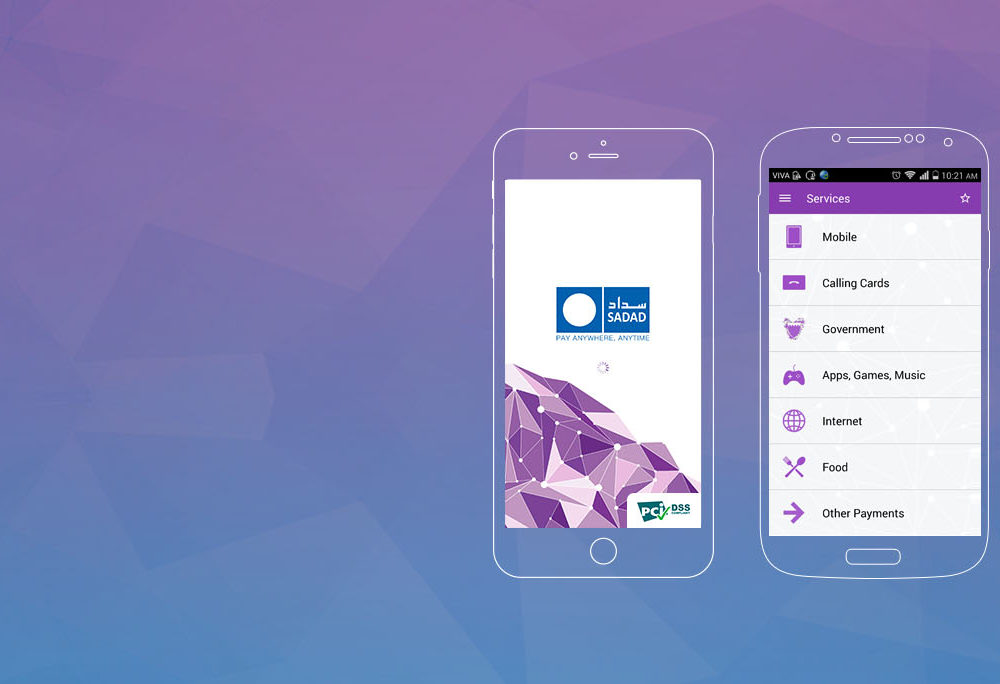 سداد
SADAD
PAY ANYWHERE, ANYTIME
PCI DSS
COMPLIANT
VIVA
10:21 AM
Services
Mobile
Calling Cards
Government
Apps, Games, Music
Internet
Food
Other Payments